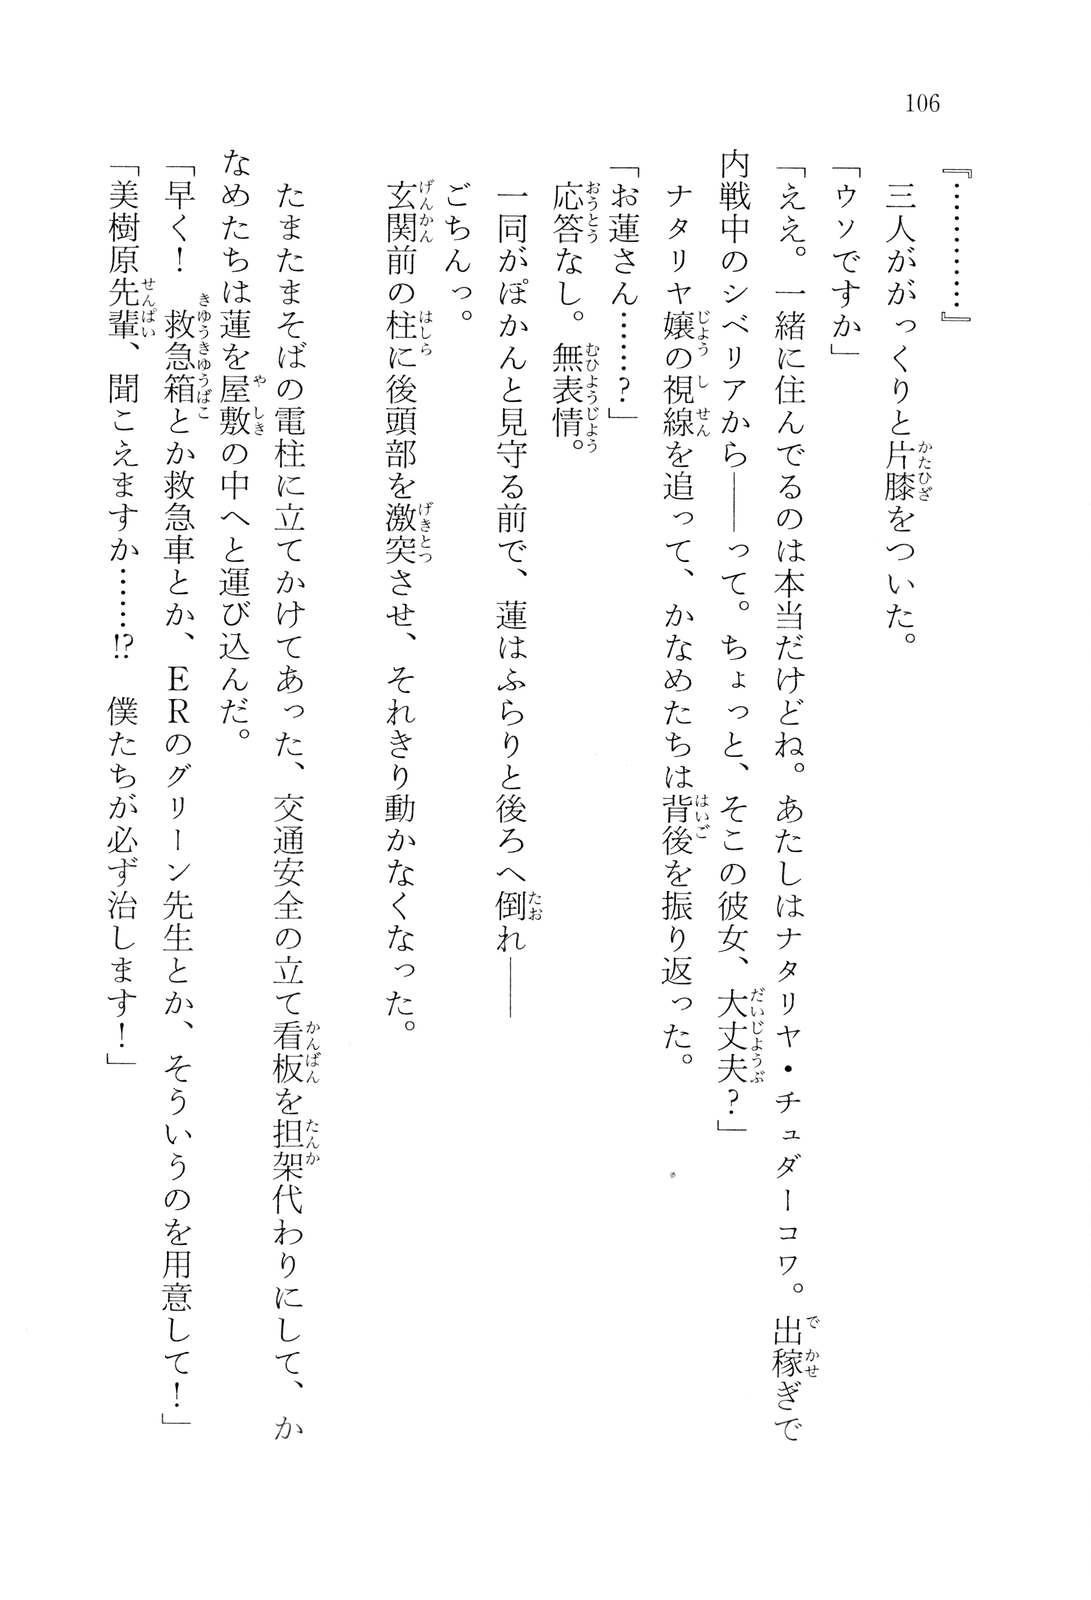 106
『…………』
三人ががっくりと片膝をついた。
「ウソですか」
「ええ。一緒に住んでるのは本当だけどね。あたしはナタリヤ・チュダーコワ。出稼ぎで
内戦中のシベリアから――って。ちょっと、そこの彼女、大丈夫？」
ナタリヤ嬢の視線を追って、かなめたちは背後を振り返った。
「お蓮さん……？」
応答なし。無表情。
一同がぽかんと見守る前で、蓮はふらりと後ろへ倒れ――
ごちんっ。
玄関前の柱に後頭部を激突させ、それきり動かなくなった。
たまたまそばの電柱に立てかけてあった、交通安全の立て看板を担架代わりにして、か
なめたちは蓮を屋敷の中へと運び込んだ。
「早く！　救急箱とか救急車とか、ＥＲのグリーン先生とか、そういうのを用意して！」
「美樹原先輩、聞こえますか……!?　僕たちが必ず治します！」